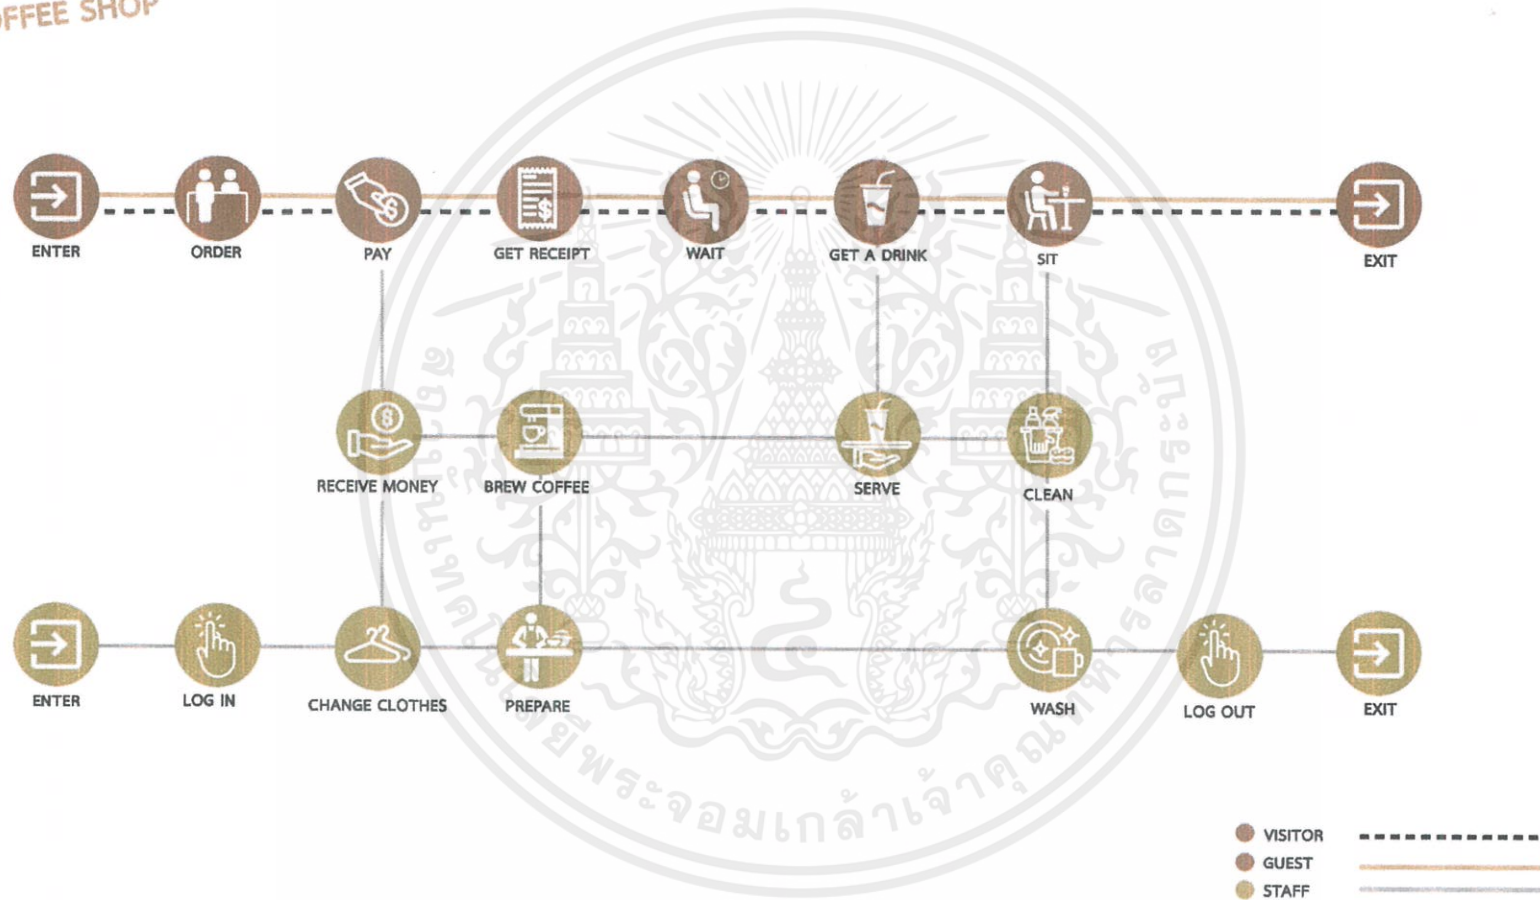 COFFEE SHOP
ENTER
ORDER
PAY
GET RECEIPT
WAIT
GET A DRINK
SIT
EXIT
RECEIVE MONEY
BREW COFFEE
SERVE
CLEAN
ENTER
LOG IN
CHANGE CLOTHES
PREPARE
WASH
LOG OUT
EXIT
VISITOR
GUEST
STAFF